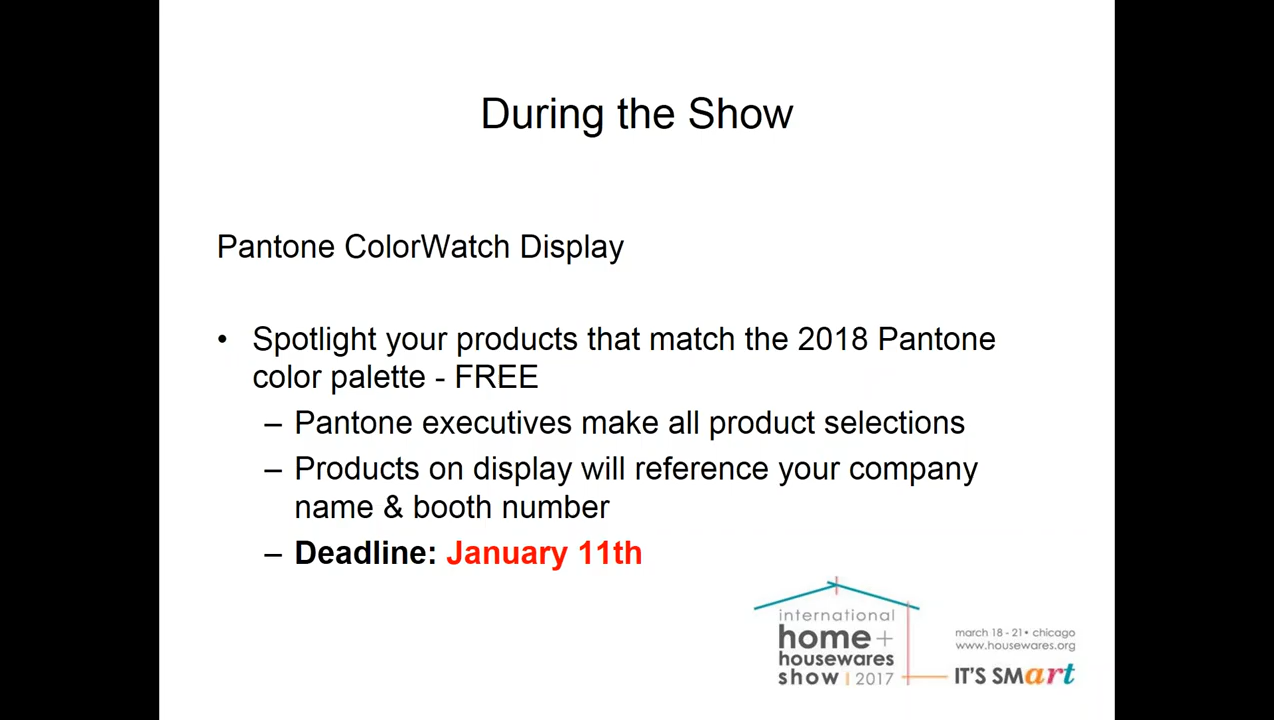 During the Show
Pantone ColorWatch Display
• Spotlight your products that match the 2018 Pantone
color palette - FREE
– Pantone executives make all product selections
– Products on display will reference your company
name & booth number
– Deadline: January 11th
international
home+
housewares
show | 2017
march 18 - 21• chicago
www.housewares.org
IT'S SMart